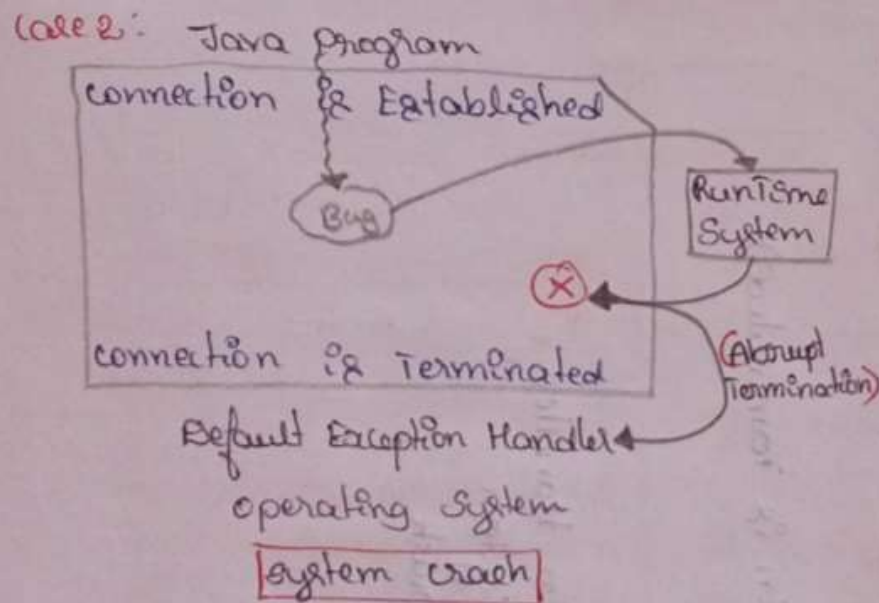 Case 2: Java program
connection is Established
Bug
RunTime
System
X
connection is Terminated
(Abrupt
Termination)
Default Exception Handler
operating system
system crash